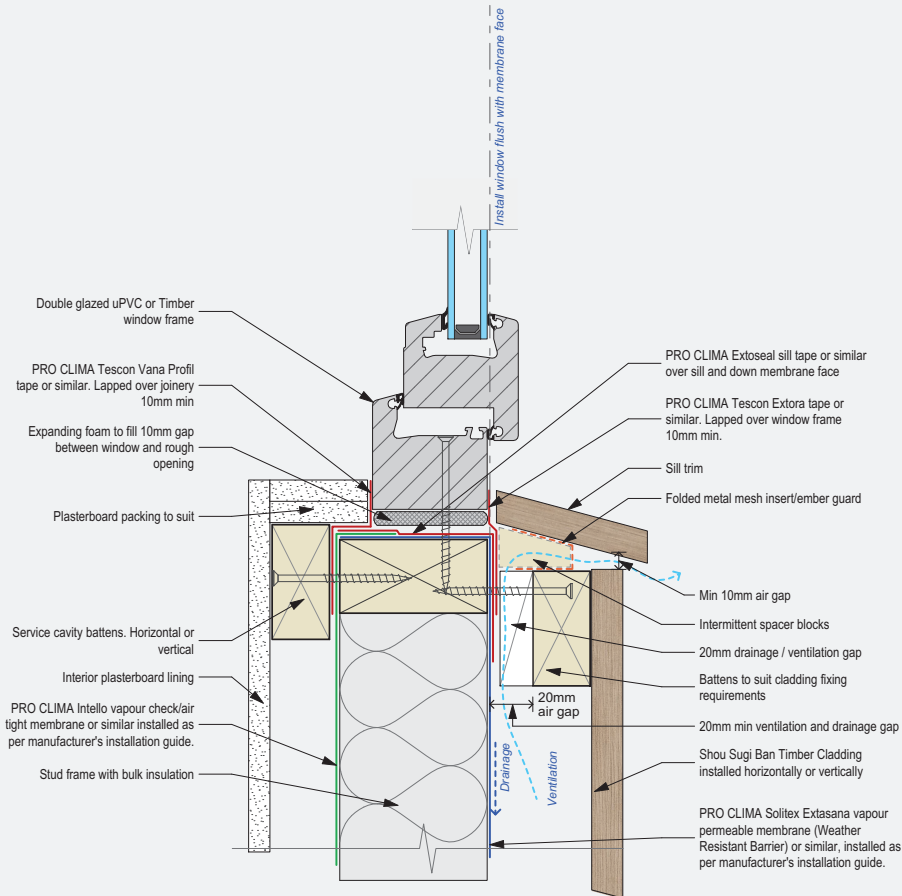 Install window flush with membrane face
Double glazed uPVC or Timber
window frame
PRO CLIMA Tescon Vana Profil
tape or similar. Lapped over joinery
10mm min
Expanding foam to fill 10mm gap
between window and rough
opening
Plasterboard packing to suit
Service cavity battens. Horizontal or
vertical
Interior plasterboard lining
PRO CLIMA Intello vapour check/air
tight membrane or similar installed as
per manufacturer's installation guide.
Stud frame with bulk insulation
PRO CLIMA Extoseal sill tape or similar
over sill and down membrane face
PRO CLIMA Tescon Extora tape or
similar. Lapped over window frame
10mm min.
Sill trim
Folded metal mesh insert/ember guard
Min 10mm air gap
Intermittent spacer blocks
20mm drainage / ventilation gap
Battens to suit cladding fixing
requirements
20mm
air gap
20mm min ventilation and drainage gap
Drainage
Ventilation
Shou Sugi Ban Timber Cladding
installed horizontally or vertically
PRO CLIMA Solitex Extasana vapour
permeable membrane (Weather
Resistant Barrier) or similar, installed as
per manufacturer's installation guide.